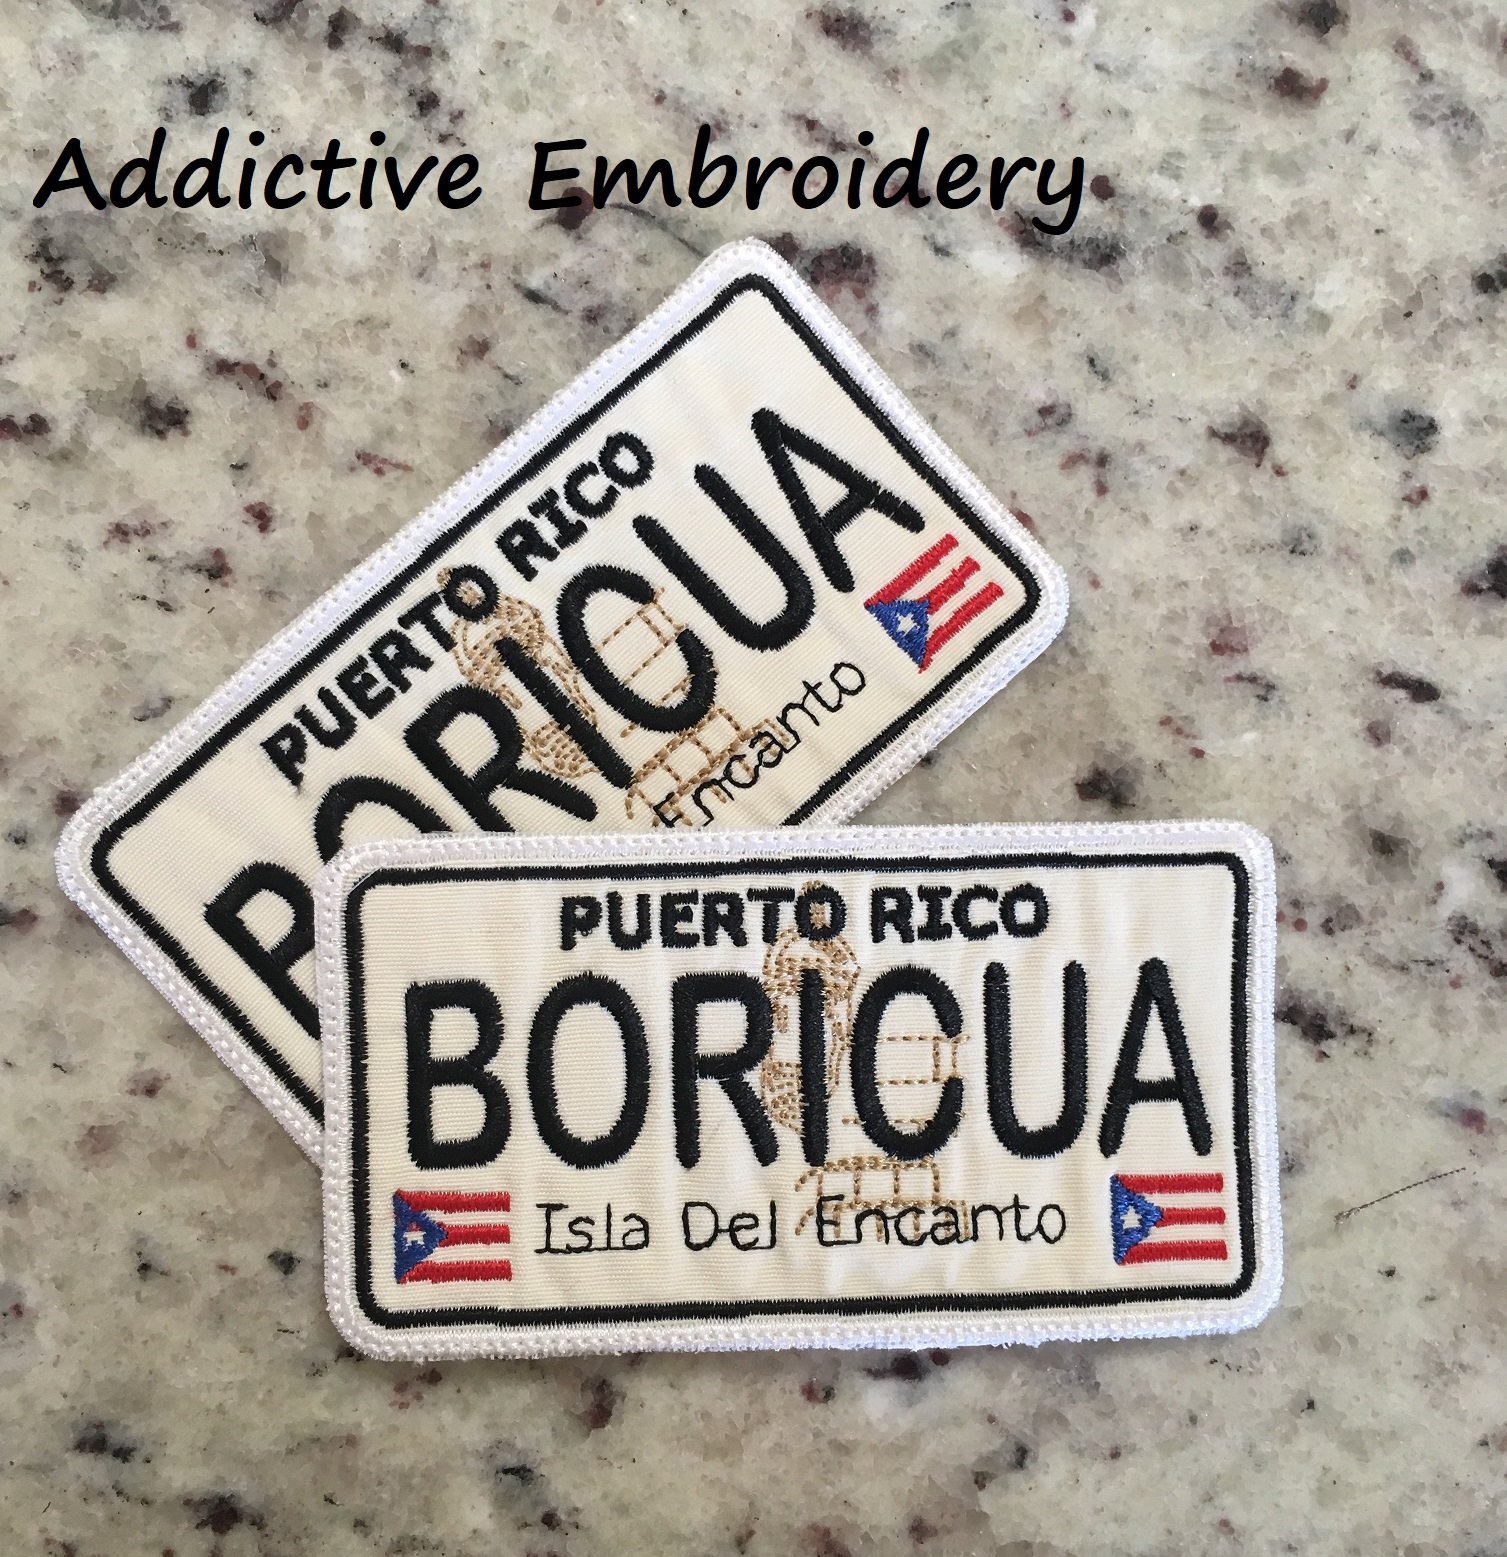 Addictive Embroidery
PUERTO RICO
BORICUA
Encanto
PUERTO RICO
BORICUA
Isla Del Encanto